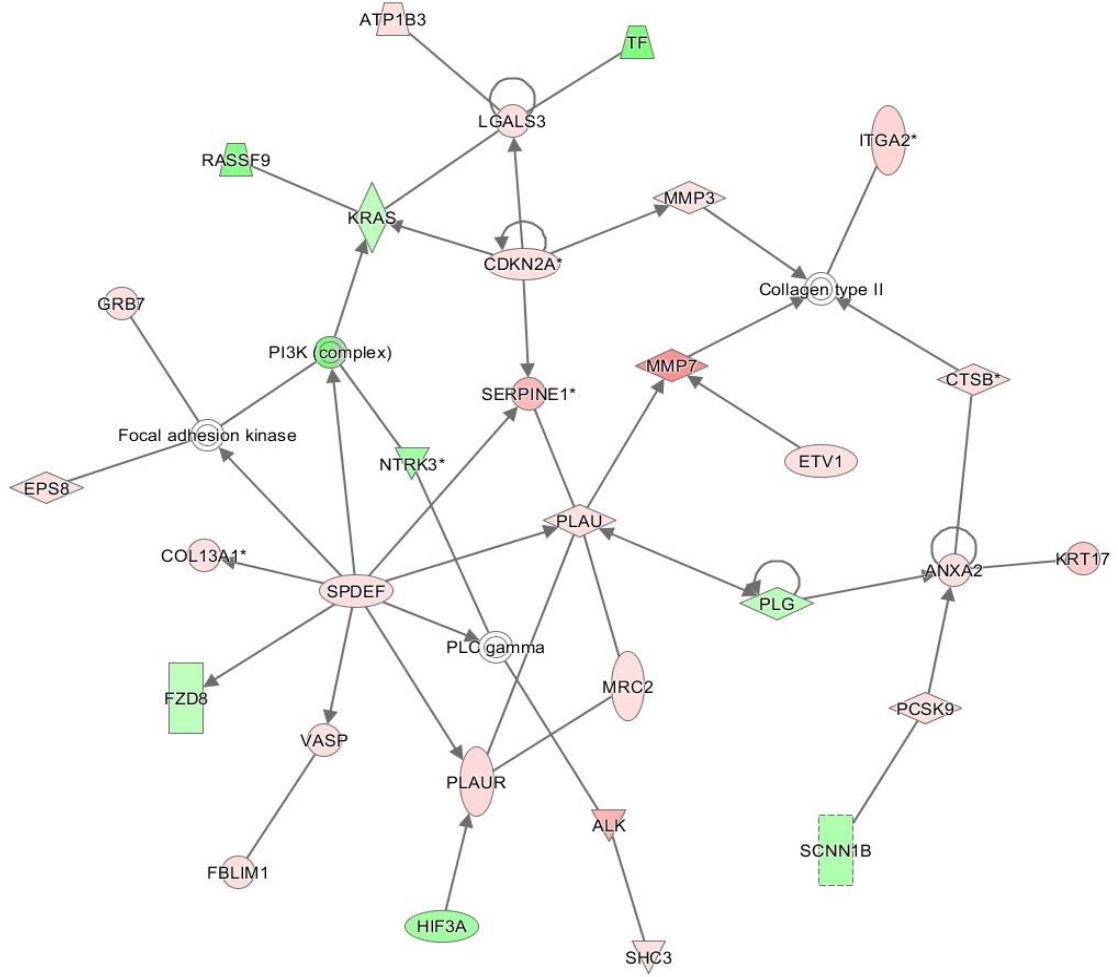 ATP1B3
TF
LGALS3
ITGA2*
RASSF9
MMP3
KRAS
CDKN2A*
Collagen type II
GRB7
PI3K (complex)
MMP7
CTSB*
SERPINE1*
Focal adhesion kinase
NTRK3*
ETV1
EPS8
PLAU
COL13A1*
KRT17
ANXA2
SPDEF
PLG
PLC gamma
MRC2
FZD8
PCSK9
VASP
PLAUR
ALK
SCNN1B
FBLIM1
HIF3A
SHC3